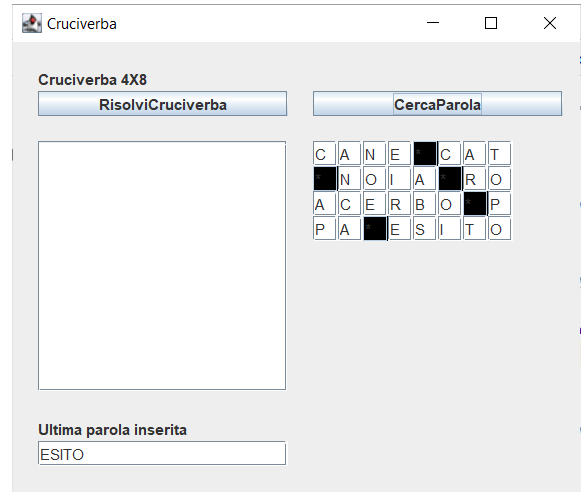 Cruciverba
Cruciverba 4X8
RisolviCruciverba CercaParola
C A N E * C A T
* N O I A * R O
A C E R B O * P
P A * E S I T O
Ultima parola inserita
ESITO